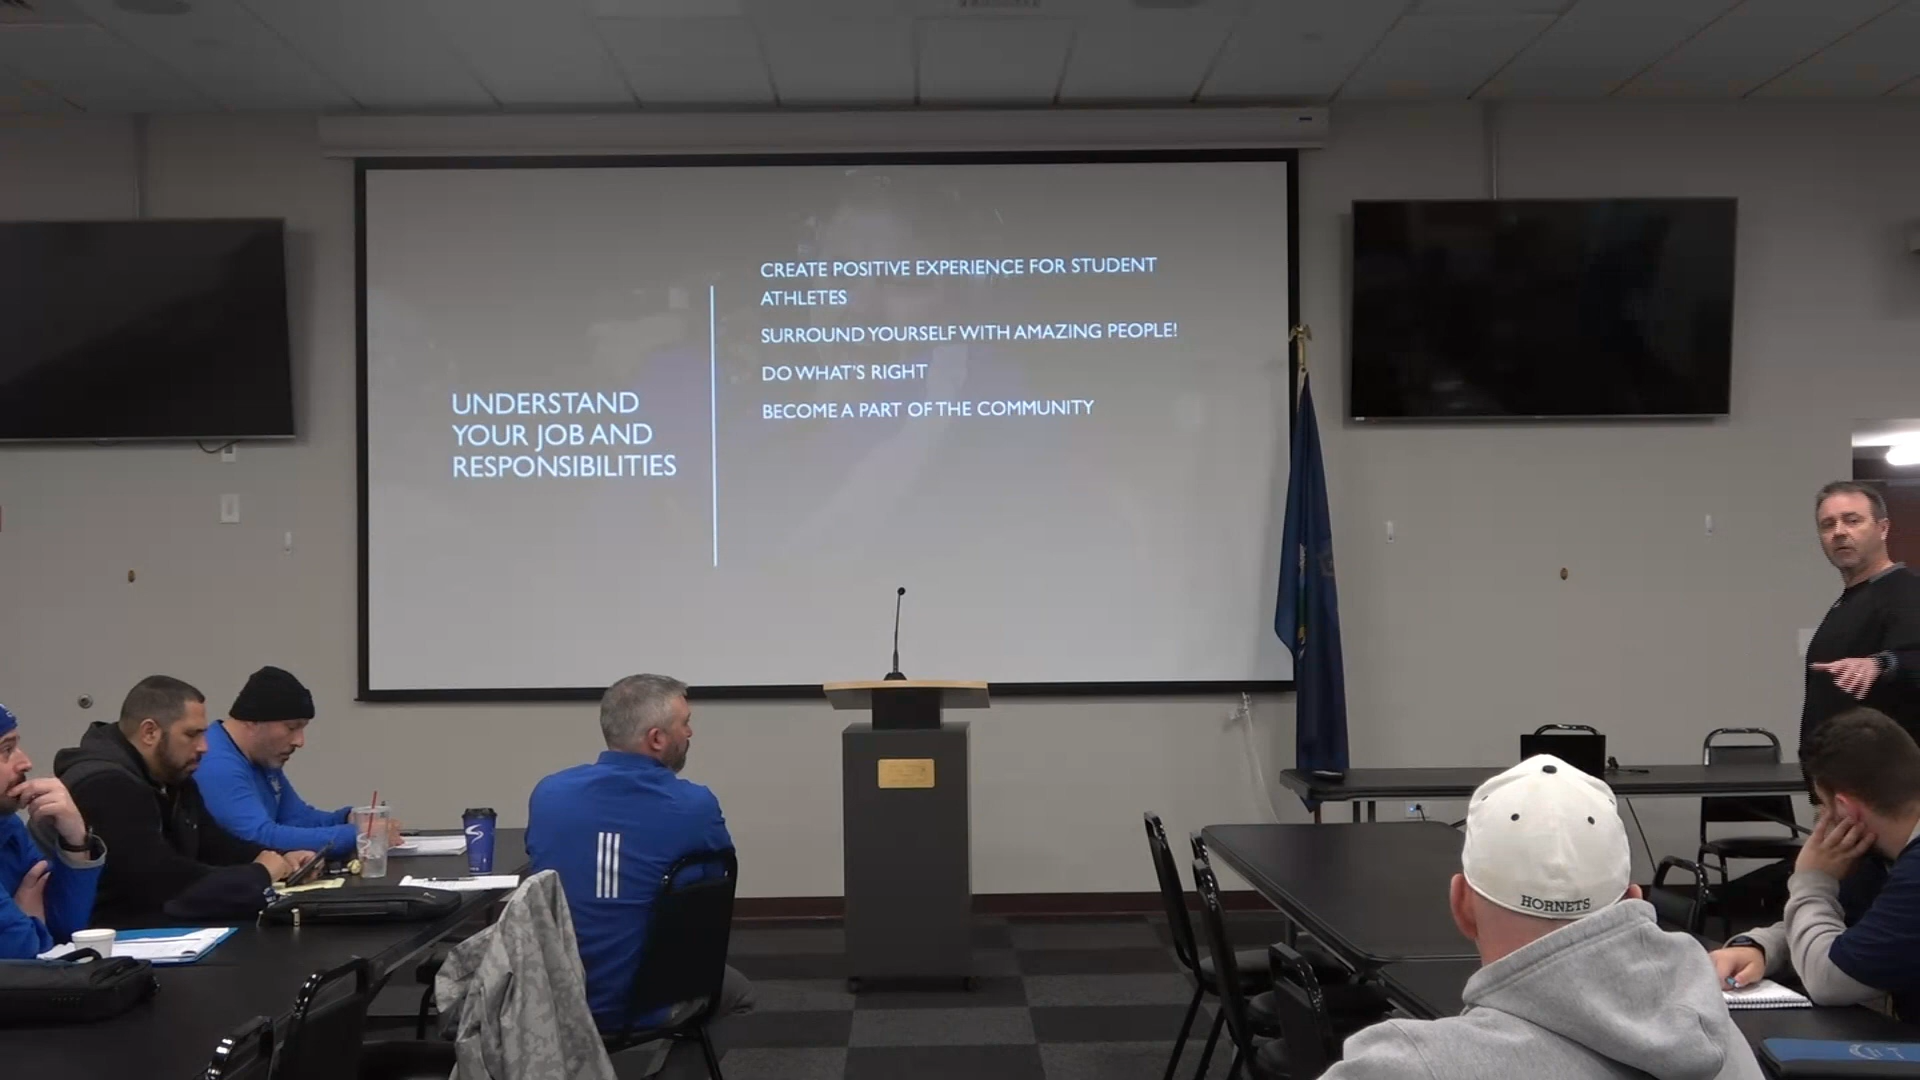 CREATE POSITIVE EXPERIENCE FOR STUDENT
ATHLETES
SURROUND YOURSELF WITH AMAZING PEOPLE!
DO WHAT'S RIGHT
BECOME A PART OF THE COMMUNITY
UNDERSTAND
YOUR JOB AND
RESPONSIBILITIES
HORNETS